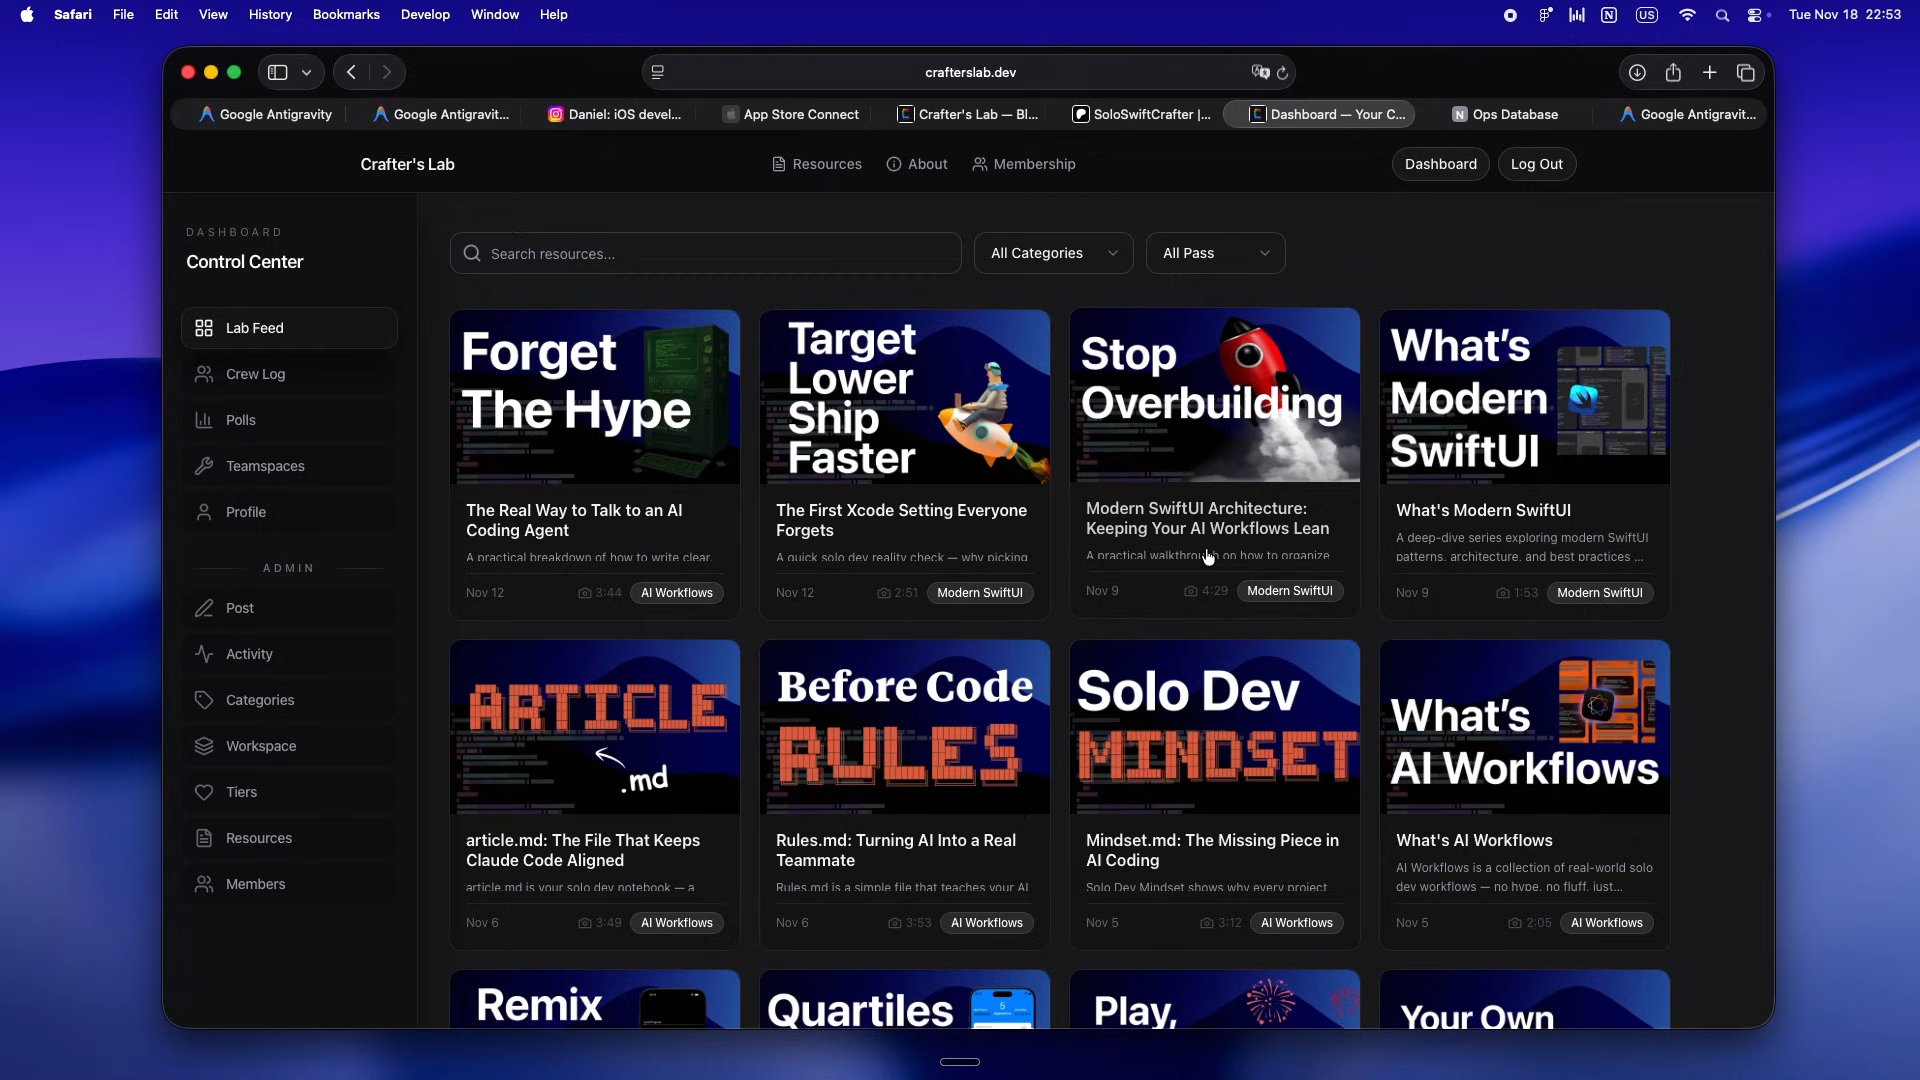 Safari File Edit View History Bookmarks Develop Window Help
US
Tue Nov 18 22:53
crafterslab.dev
Google Antigravity
Google Antigravit...
Daniel: iOS devel...
App Store Connect
Crafter's Lab — Bl...
SoloSwiftCrafter |...
Dashboard — Your C...
Ops Database
Google Antigravit...
Crafter's Lab
Resources
About
Membership
Dashboard
Log Out
DASHBOARD
Control Center
Lab Feed
Crew Log
Polls
Teamspaces
Profile
ADMIN
Post
Activity
Categories
Workspace
Tiers
Resources
Members
Search resources...
All Categories
All Pass
Forget
The Hype
The Real Way to Talk to an AI
Coding Agent
A practical breakdown of how to write clear,
Nov 12
3:44
AI Workflows
Target
Lower
Ship
Faster
The First Xcode Setting Everyone
Forgets
A quick solo dev reality check — why picking
Nov 12
2:51
Modern SwiftUI
Stop
Overbuilding
Modern SwiftUI Architecture:
Keeping Your AI Workflows Lean
A practical walkthrough on how to organize
Nov 9
4:29
Modern SwiftUI
What's
Modern
SwiftUI
What's Modern SwiftUI
A deep-dive series exploring modern SwiftUI
patterns, architecture, and best practices ...
Nov 9
1:53
Modern SwiftUI
ARTICLE
.md
article.md: The File That Keeps
Claude Code Aligned
article.md is your solo dev notebook — a
Nov 6
3:49
AI Workflows
Before Code
RULES
Rules.md: Turning AI Into a Real
Teammate
Rules.md is a simple file that teaches your AI
Nov 6
3:53
AI Workflows
Solo Dev
MINDSET
Mindset.md: The Missing Piece in
AI Coding
Solo Dev Mindset shows why every project
Nov 5
3:12
AI Workflows
What's
AI Workflows
What's AI Workflows
AI Workflows is a collection of real-world solo
dev workflows — no hype, no fluff, just...
Nov 5
2:05
AI Workflows
Remix
Quartiles
5
Play,
Your Own